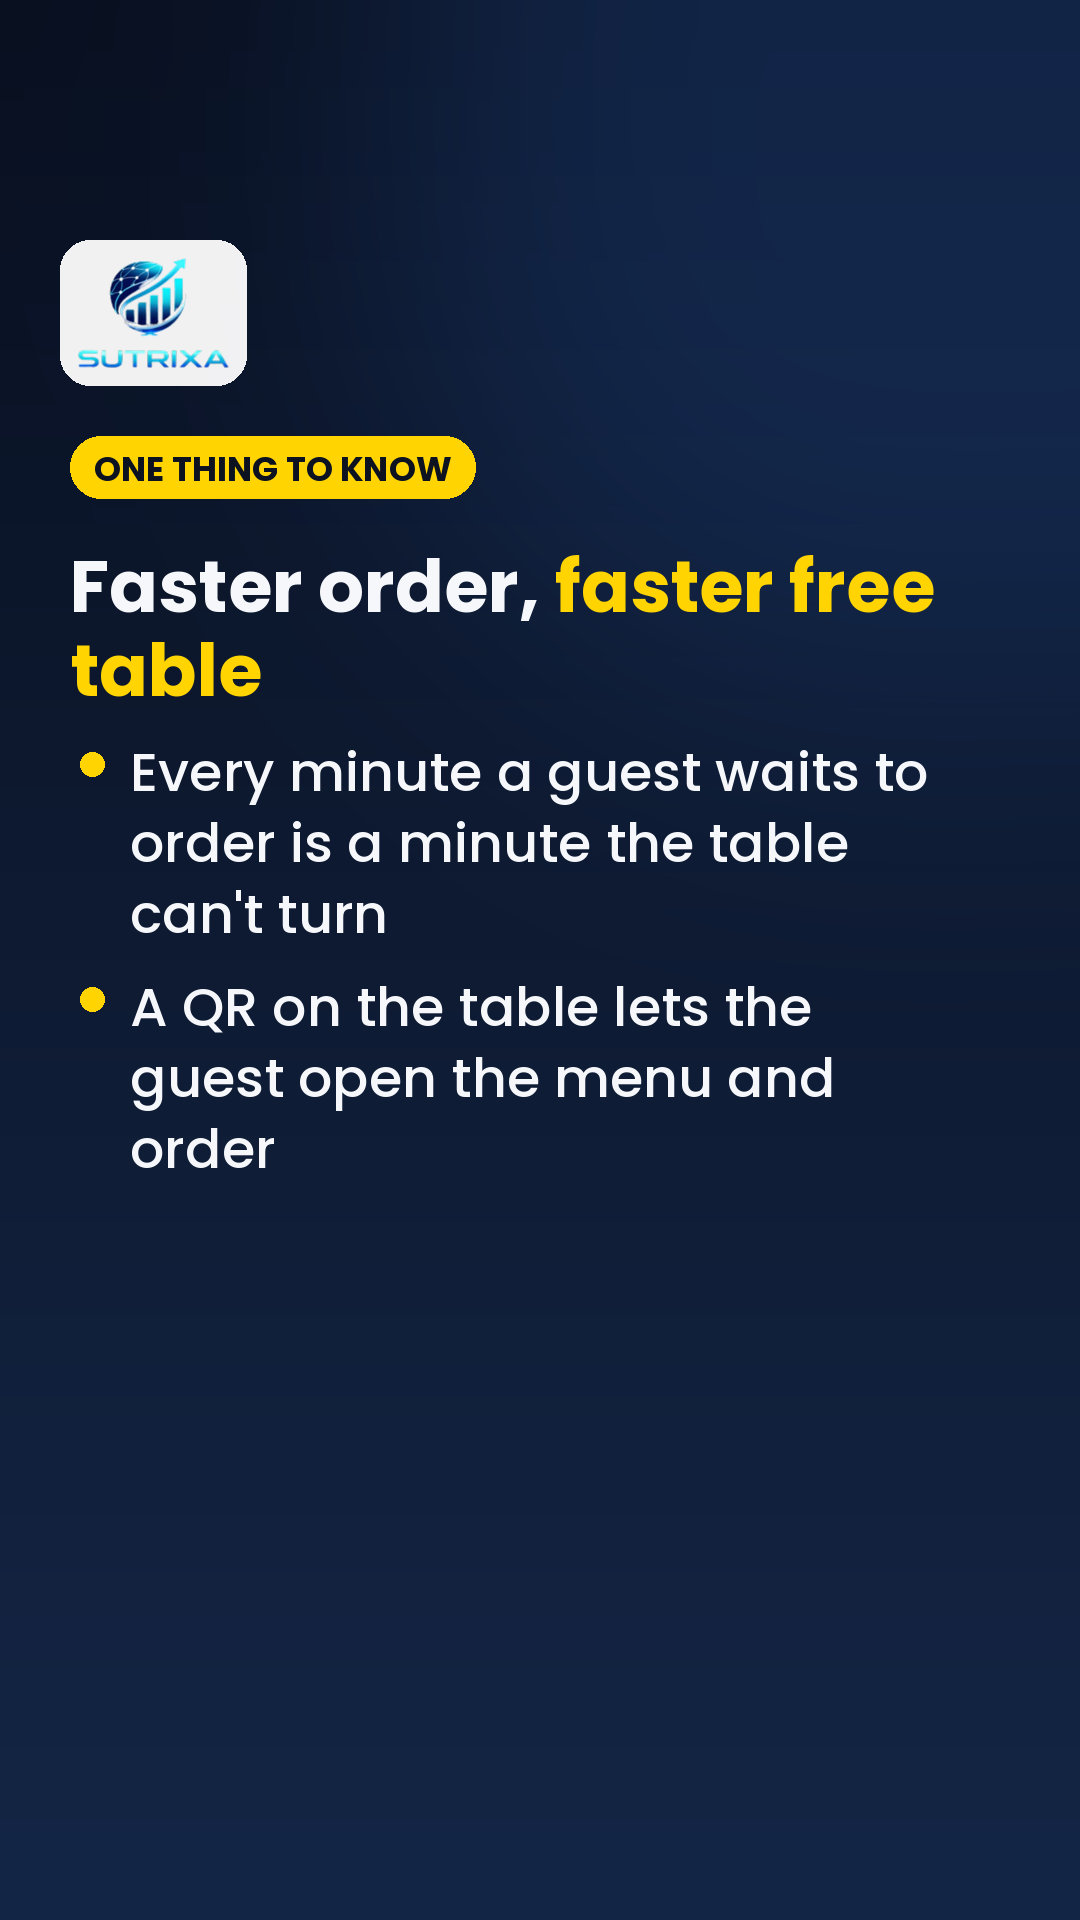 SUTRIXA
ONE THING TO KNOW
Faster order, faster free
table
Every minute a guest waits to
order is a minute the table
can't turn
A QR on the table lets the
guest open the menu and
order